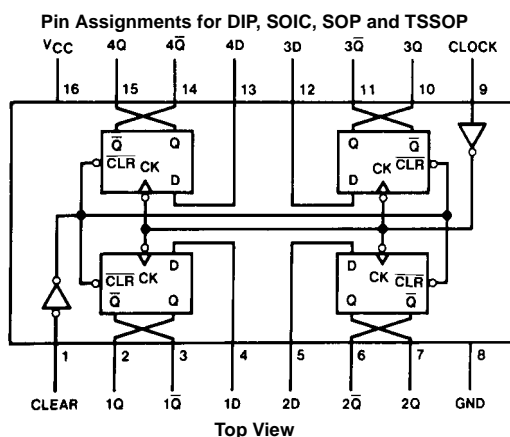 Pin Assignments for DIP, SOIC, SOP and TSSOP
VCC 4Q 4Q̅ 4D 3D 3Q̅ 3Q CLOCK
16 15 14 13 12 11 10 9
Q̅ Q Q Q̅
CLR̅ CK CLR̅
D CK D
D D
CLR̅ CK CK CLR̅
Q̅ Q Q Q̅
1 2 3 4 5 6 7 8
CLEAR 1Q 1Q̅ 1D 2D 2Q̅ 2Q GND
Top View